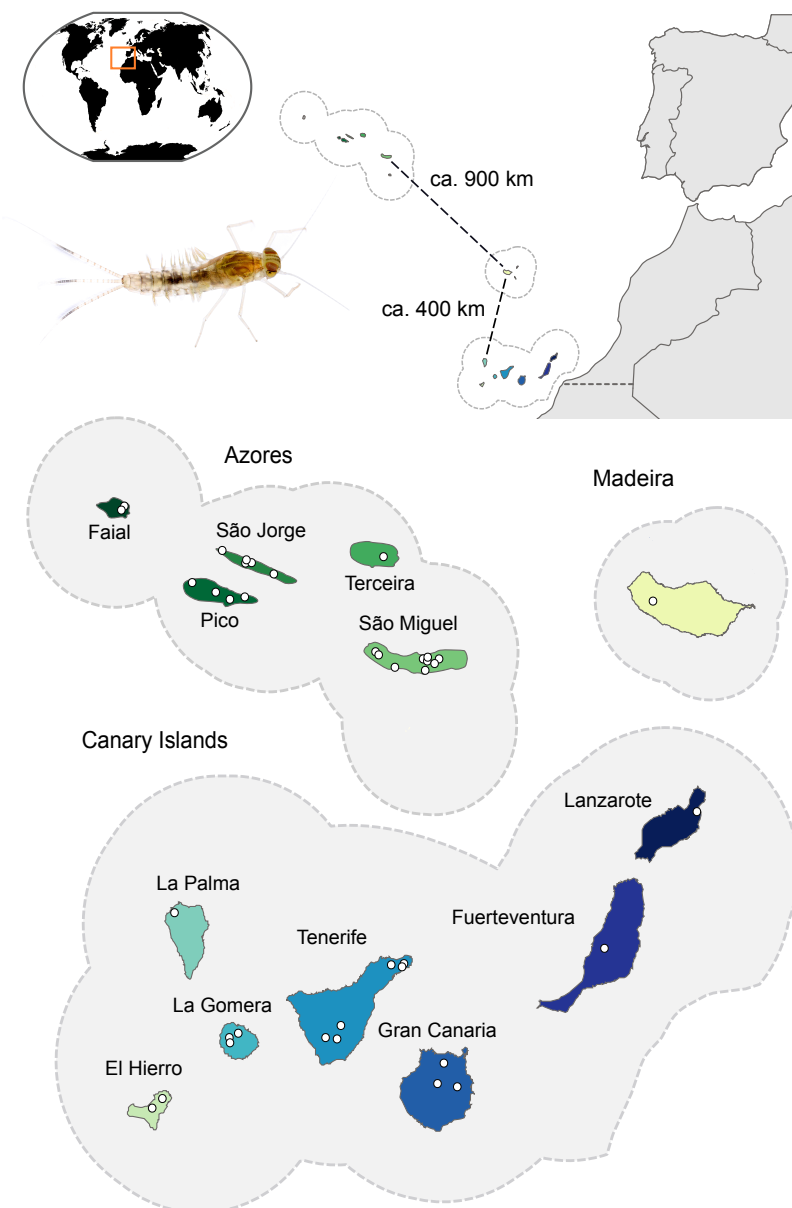 ca. 900 km
ca. 400 km
Azores
Madeira
Faial
São Jorge
Terceira
Pico
São Miguel
Canary Islands
Lanzarote
La Palma
Fuerteventura
Tenerife
La Gomera
Gran Canaria
El Hierro